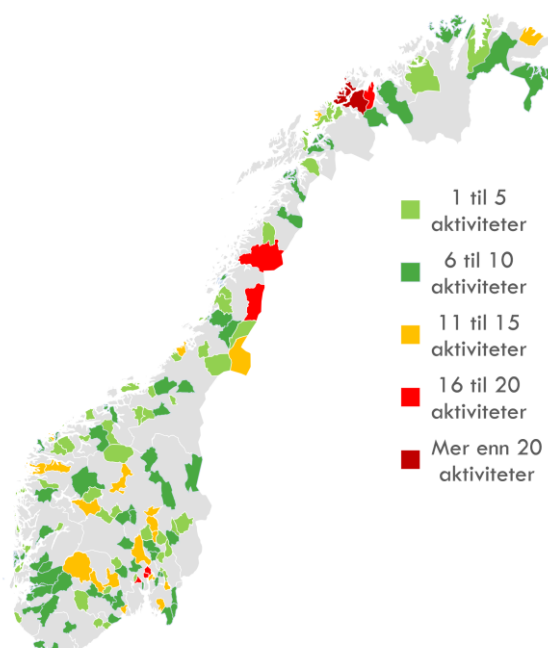 1 til 5
aktiviteter
6 til 10
aktiviteter
11 til 15
aktiviteter
16 til 20
aktiviteter
Mer enn 20
aktiviteter